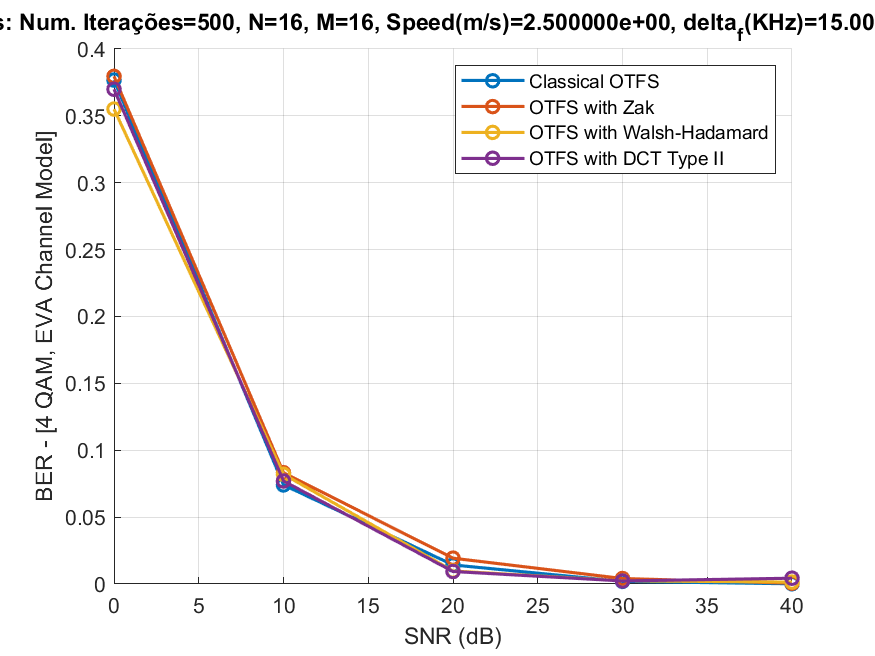 s: Num. Iterações=500, N=16, M=16, Speed(m/s)=2.500000e+00, delta_f(KHz)=15.00
Classical OTFS
OTFS with Zak
OTFS with Walsh-Hadamard
OTFS with DCT Type II
BER - [4 QAM, EVA Channel Model]
0.4
0.35
0.3
0.25
0.2
0.15
0.1
0.05
0
0 5 10 15 20 25 30 35 40
SNR (dB)